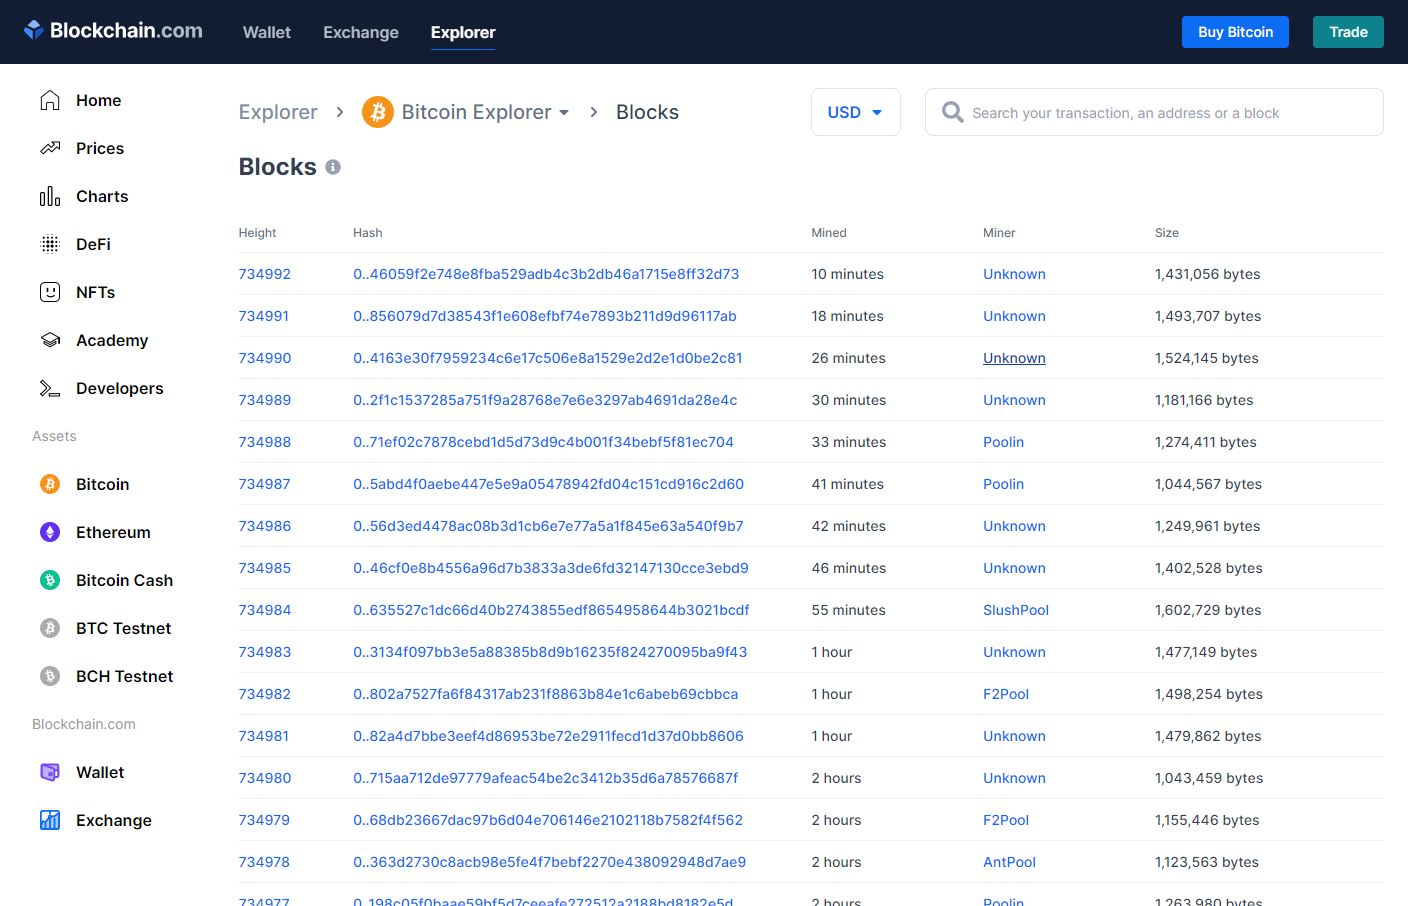 Blockchain.com Wallet Exchange Explorer Buy Bitcoin Trade
Home
Prices
Charts
DeFi
NFTs
Academy
Developers
Assets
Bitcoin
Ethereum
Bitcoin Cash
BTC Testnet
BCH Testnet
Blockchain.com
Wallet
Exchange
Explorer Bitcoin Explorer Blocks USD Search your transaction, an address or a block
Blocks
Height Hash Mined Miner Size
734992 0..46059f2e748e8fba529adb4c3b2db46a1715e8ff32d73 10 minutes Unknown 1,431,056 bytes
734991 0..856079d7d38543f1e608efbf74e7893b211d9d96117ab 18 minutes Unknown 1,493,707 bytes
734990 0..4163e30f7959234c6e17c506e8a1529e2d2e1d0be2c81 26 minutes Unknown 1,524,145 bytes
734989 0..2f1c1537285a751f9a28768e7e6e3297ab4691da28e4c 30 minutes Unknown 1,181,166 bytes
734988 0..71ef02c7878cebd1d5d73d9c4b001f34bebf5f81ec704 33 minutes Poolin 1,274,411 bytes
734987 0..5abd4f0aebe447e5e9a05478942fd04c151cd916c2d60 41 minutes Poolin 1,044,567 bytes
734986 0..56d3ed4478ac08b3d1cb6e7e77a5a1f845e63a540f9b7 42 minutes Unknown 1,249,961 bytes
734985 0..46cf0e8b4556a96d7b3833a3de6fd32147130cce3ebd9 46 minutes Unknown 1,402,528 bytes
734984 0..635527c1dc66d40b2743855edf8654958644b3021bcdf 55 minutes SlushPool 1,602,729 bytes
734983 0..3134f097bb3e5a88385b8d9b16235f824270095ba9f43 1 hour Unknown 1,477,149 bytes
734982 0..802a7527fa6f84317ab231f8863b84e1c6abeb69cbbca 1 hour F2Pool 1,498,254 bytes
734981 0..82a4d7bbe3eef4d86953be72e2911fecd1d37d0bb8606 1 hour Unknown 1,479,862 bytes
734980 0..715aa712de97779afeac54be2c3412b35d6a78576687f 2 hours Unknown 1,043,459 bytes
734979 0..68db23667dac97b6d04e706146e2102118b7582f4f562 2 hours F2Pool 1,155,446 bytes
734978 0..363d2730c8acb98e5fe4f7bebf2270e438092948d7ae9 2 hours AntPool 1,123,563 bytes
734977 0..198c05f0baae59bf5d7ceeafe272512a2188bd8182e5d 2 hours Poolin 1,263,980 bytes